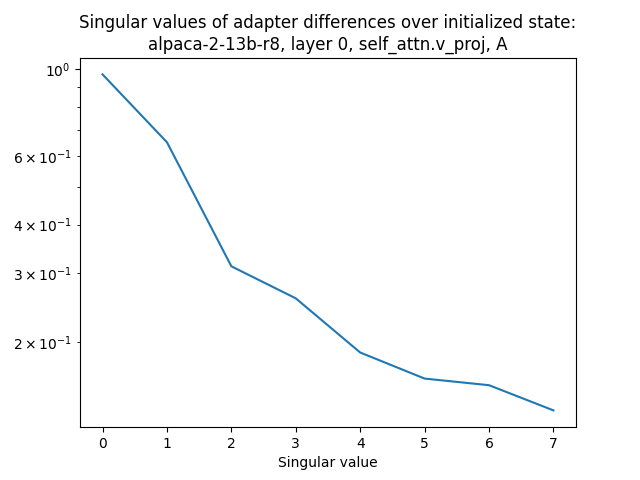 Singular values of adapter differences over initialized state:
alpaca-2-13b-r8, layer 0, self_attn.v_proj, A
10⁰
6 × 10⁻¹
4 × 10⁻¹
3 × 10⁻¹
2 × 10⁻¹
0 1 2 3 4 5 6 7
Singular value